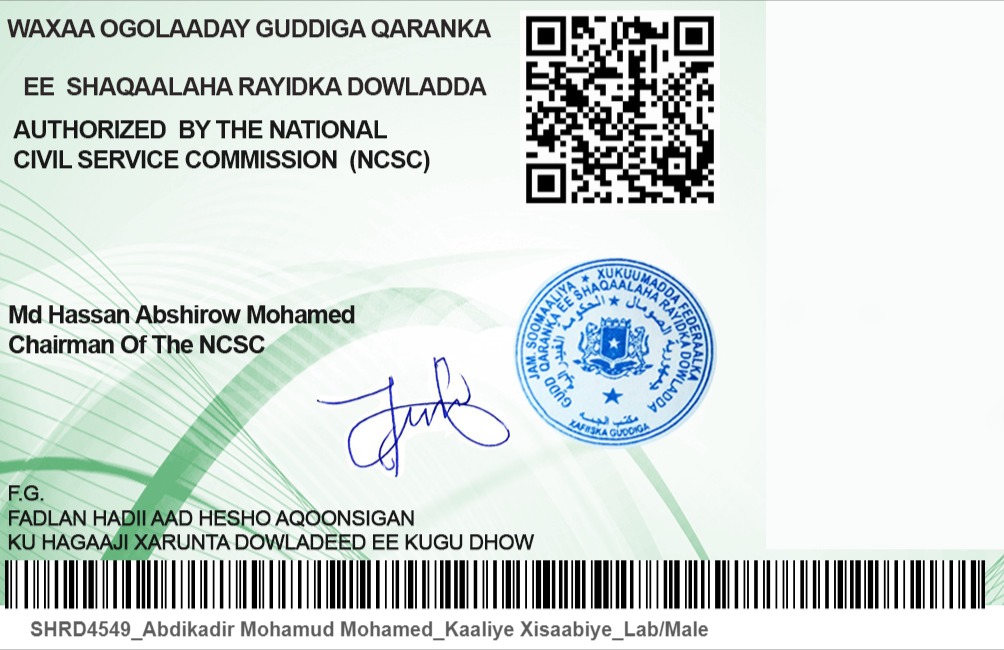 WAXAA OGOLAADAY GUDDIGA QARANKA
EE SHAQAALAHA RAYIDKA DOWLADDA
AUTHORIZED BY THE NATIONAL
CIVIL SERVICE COMMISSION (NCSC)
Md Hassan Abshirow Mohamed
Chairman Of The NCSC
JAM. SOOMAALIYA ★ XUKUUMADDA FEDERAALKA
GUDD QARANKA EE SHAQAALAHA RAYIDKA DOWLADDA
XAFIISKA GUDDIGA
F.G.
FADLAN HADII AAD HESHO AQOONSIGAN
KU HAGAAJI XARUNTA DOWLADEED EE KUGU DHOW
SHRD4549_Abdikadir Mohamud Mohamed_Kaaliye Xisaabiye_Lab/Male